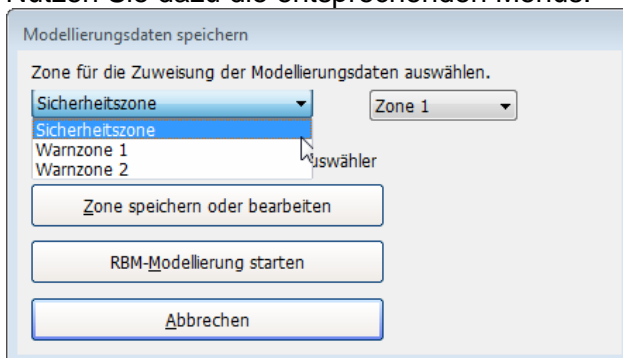 Modellierungsdaten speichern
Zone für die Zuweisung der Modellierungsdaten auswählen.
Sicherheitszone Zone 1
Sicherheitszone
Warnzone 1
Warnzone 2
Zone speichern oder bearbeiten
RBM-Modellierung starten
Abbrechen